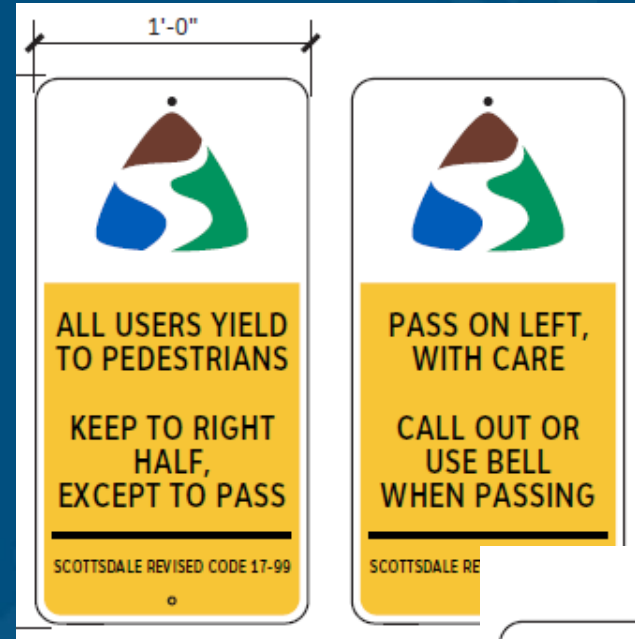 1'-0"
ALL USERS YIELD
TO PEDESTRIANS
KEEP TO RIGHT
HALF,
EXCEPT TO PASS
SCOTTSDALE REVISED CODE 17-99
PASS ON LEFT,
WITH CARE
CALL OUT OR
USE BELL
WHEN PASSING
SCOTTSDALE